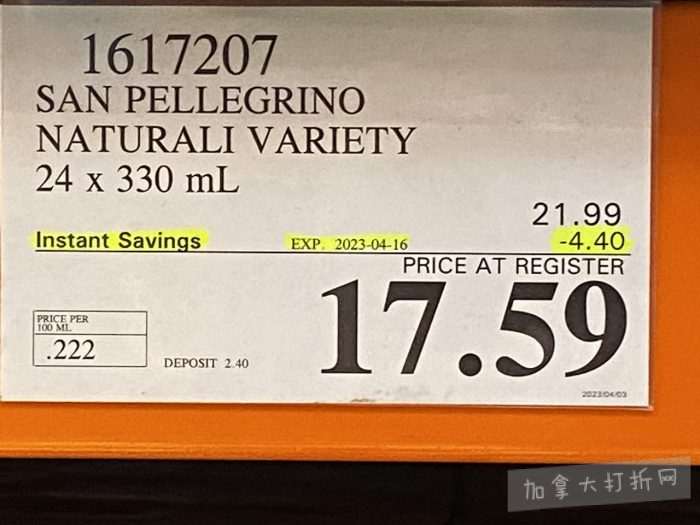 1617207
SAN PELLEGRINO
NATURALI VARIETY
24 x 330 mL
21.99
Instant Savings EXP. 2023-04-16 -4.40
PRICE AT REGISTER
17.59
PRICE PER
100 ML
.222
DEPOSIT 2.40
2023/04/03
加拿大打折网